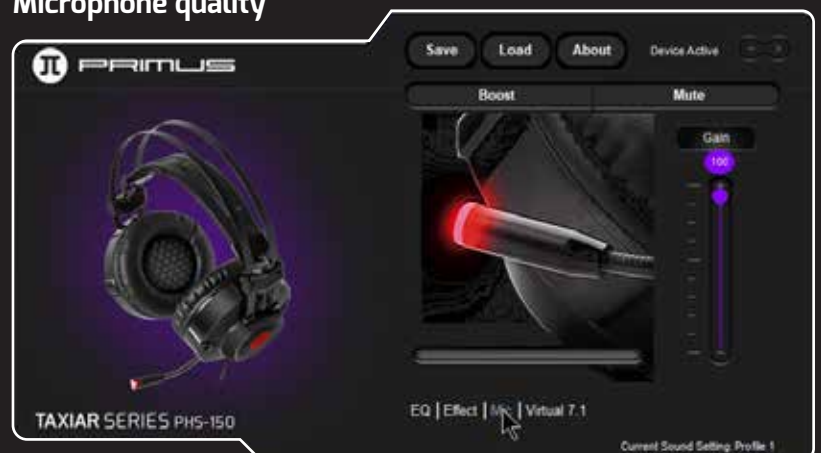 Microphone quality
PRIMUS
Save Load About Device Active
Boost Mute
Gain
100
EQ | Effect | Mic | Virtual 7.1
TAXIAR SERIES PHS-150
Current Sound Setting: Profile 1